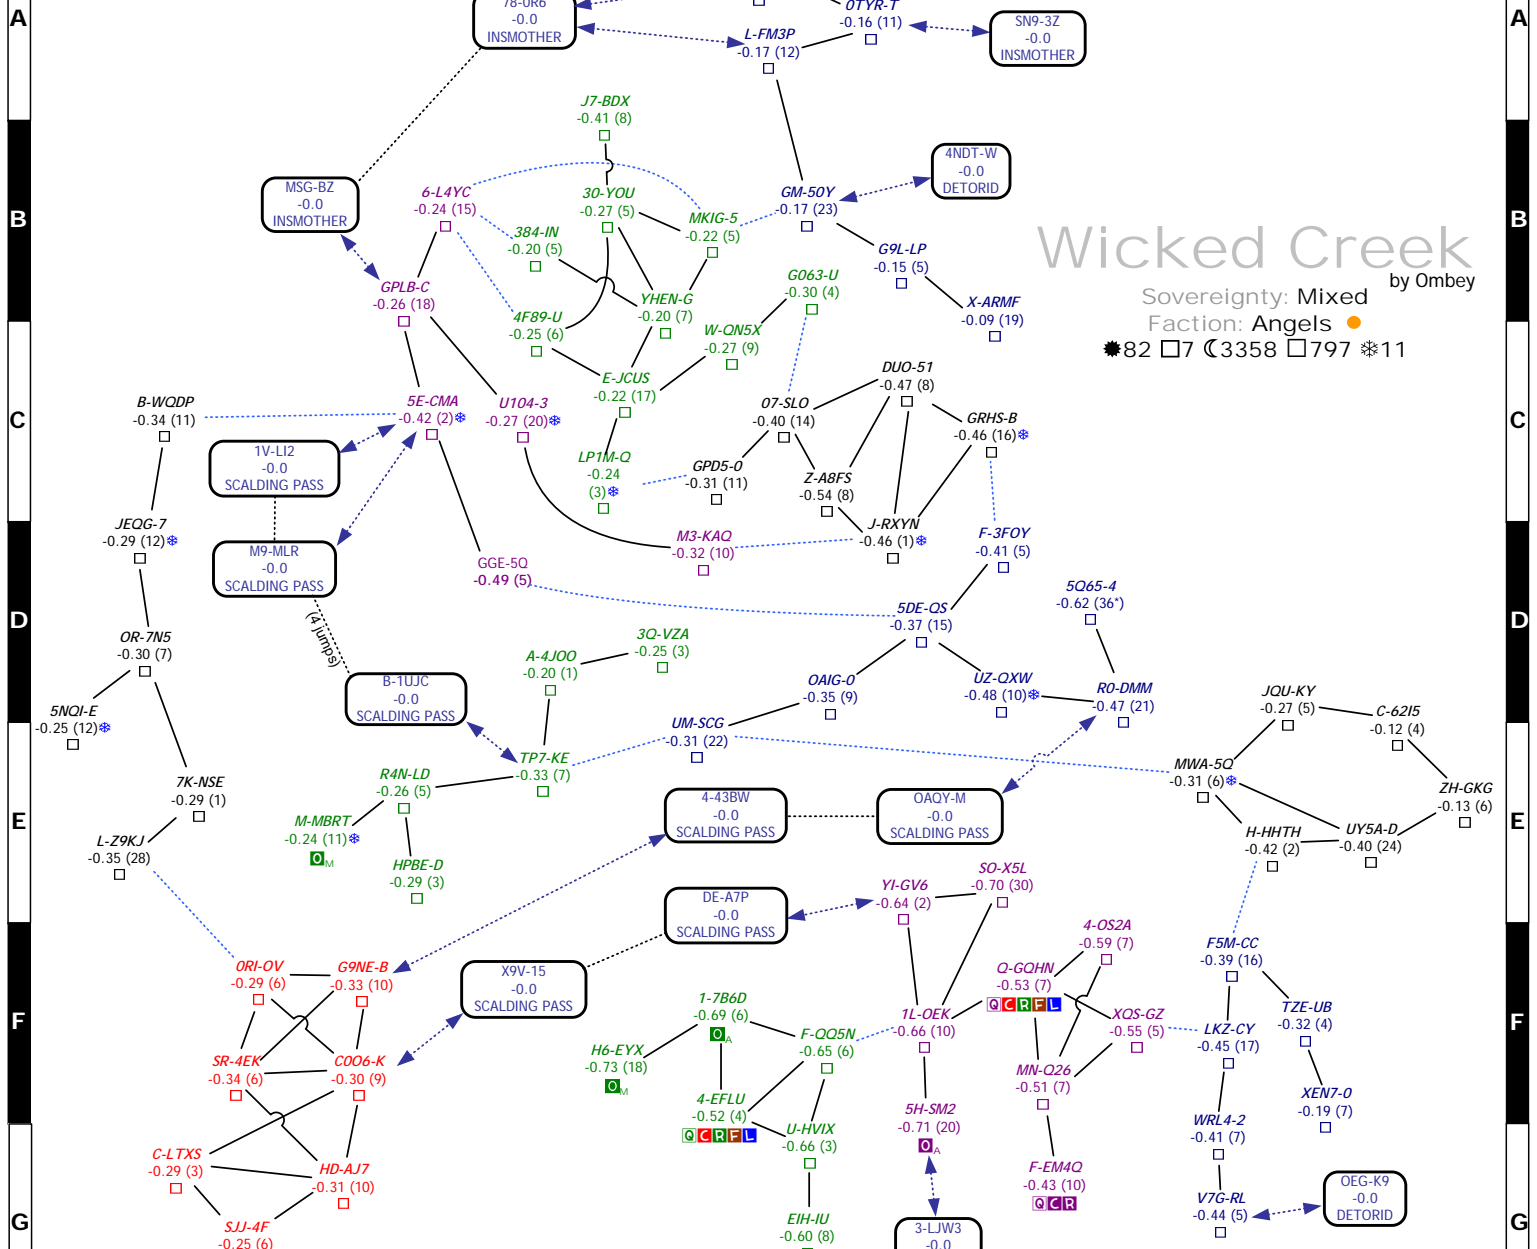 A
A
78-0R6
-0.0
INSMOTHER
0TYR-T
-0.16 (11)
SN9-3Z
-0.0
INSMOTHER
L-FM3P
-0.17 (12)
J7-BDX
-0.41 (8)
4NDT-W
-0.0
DETORID
MSG-BZ
-0.0
INSMOTHER
6-L4YC
-0.24 (15)
30-YOU
-0.27 (5)
GM-50Y
-0.17 (23)
B
B
384-IN
-0.20 (5)
MKIG-5
-0.22 (5)
Wicked Creek
by Ombey
G9L-LP
-0.15 (5)
Sovereignty: Mixed
Faction: Angels
82 7 3358 797 11
GPLB-C
-0.26 (18)
G063-U
-0.30 (4)
YHEN-G
-0.20 (7)
X-ARMF
-0.09 (19)
4F89-U
-0.25 (6)
W-QN5X
-0.27 (9)
E-JCUS
-0.22 (17)
DUO-51
-0.47 (8)
C
C
B-WQDP
-0.34 (11)
5E-CMA
-0.42 (2)
U104-3
-0.27 (20)
07-SLO
-0.40 (14)
GRHS-B
-0.46 (16)
1V-LI2
-0.0
SCALDING PASS
LP1M-Q
-0.24
(3)
GPD5-0
-0.31 (11)
Z-A8FS
-0.54 (8)
JEQG-7
-0.29 (12)
M9-MLR
-0.0
SCALDING PASS
M3-KAQ
-0.32 (10)
J-RXYN
-0.46 (1)
F-3FOY
-0.41 (5)
GGE-5Q
-0.49 (5)
5Q65-4
-0.62 (36*)
5DE-QS
-0.37 (15)
D
D
(4 jumps)
OR-7N5
-0.30 (7)
A-4JOO
-0.20 (1)
3Q-VZA
-0.25 (3)
B-1UJC
-0.0
SCALDING PASS
OAIG-0
-0.35 (9)
UZ-QXW
-0.48 (10)
R0-DMM
-0.47 (21)
JQU-KY
-0.27 (5)
C-62I5
-0.12 (4)
5NQI-E
-0.25 (12)
UM-SCG
-0.31 (22)
TP7-KE
-0.33 (7)
MWA-5Q
-0.31 (6)
7K-NSE
-0.29 (1)
R4N-LD
-0.26 (5)
4-43BW
-0.0
SCALDING PASS
OAQY-M
-0.0
SCALDING PASS
ZH-GKG
-0.13 (6)
E
E
L-Z9KJ
-0.35 (28)
M-MBRT
-0.24 (11)
O M
H-HHTH
-0.42 (2)
UY5A-D
-0.40 (24)
HPBE-D
-0.29 (3)
DE-A7P
-0.0
SCALDING PASS
YI-GV6
-0.64 (2)
SO-X5L
-0.70 (30)
4-OS2A
-0.59 (7)
F5M-CC
-0.39 (16)
0RI-OV
-0.29 (6)
G9NE-B
-0.33 (10)
X9V-15
-0.0
SCALDING PASS
Q-GQHN
-0.53 (7)
Q C R F L
F
F
1-7B6D
-0.69 (6)
O A
F-QQ5N
-0.65 (6)
1L-OEK
-0.66 (10)
XQS-GZ
-0.55 (5)
LKZ-CY
-0.45 (17)
TZE-UB
-0.32 (4)
H6-EYX
-0.73 (18)
O M
SR-4EK
-0.34 (6)
COO6-K
-0.30 (9)
MN-Q26
-0.51 (7)
XEN7-0
-0.19 (7)
4-EFLU
-0.52 (4)
Q C R F L
5H-SM2
-0.71 (20)
O A
WRL4-2
-0.41 (7)
U-HVIX
-0.66 (3)
C-LTXS
-0.29 (3)
HD-AJ7
-0.31 (10)
F-EM4Q
-0.43 (10)
Q C R
V7G-RL
-0.44 (5)
OEG-K9
-0.0
DETORID
G
G
SJJ-4F
-0.25 (6)
EIH-IU
-0.60 (8)
3-LJW3
-0.0